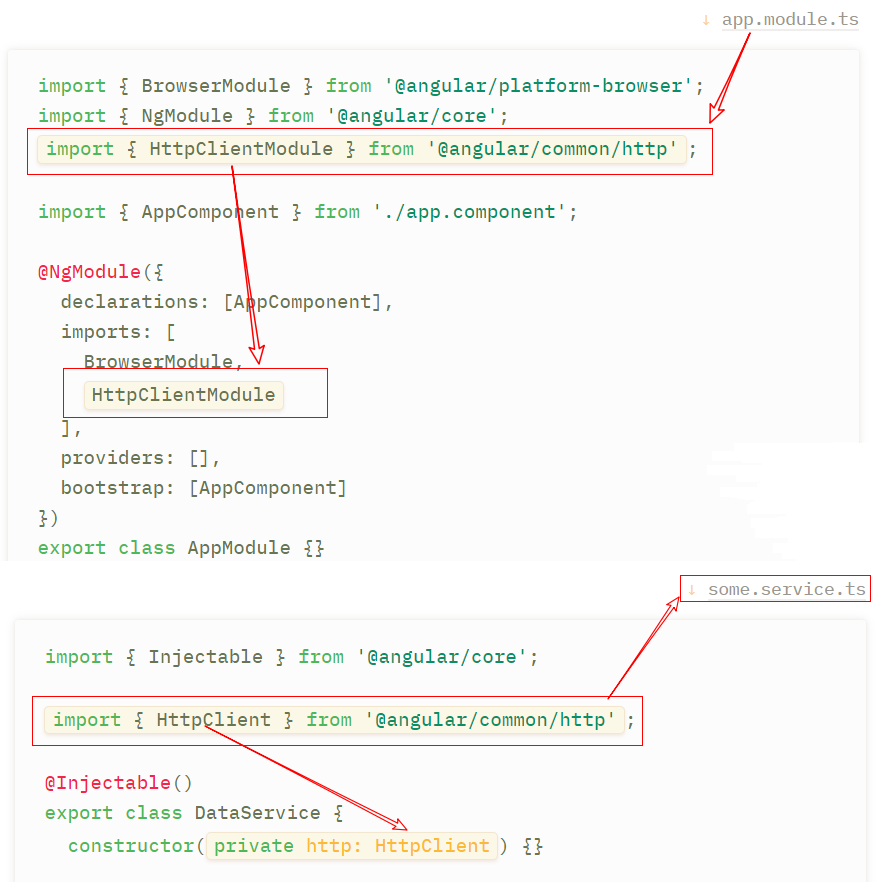 ↓ app.module.ts
import { BrowserModule } from '@angular/platform-browser';
import { NgModule } from '@angular/core';
import { HttpClientModule } from '@angular/common/http' ;
import { AppComponent } from './app.component';
@NgModule({
declarations: [AppComponent],
imports: [
BrowserModule,
HttpClientModule
],
providers: [],
bootstrap: [AppComponent]
})
export class AppModule {}
↓ some.service.ts
import { Injectable } from '@angular/core';
import { HttpClient } from '@angular/common/http' ;
@Injectable()
export class DataService {
constructor( private http: HttpClient ) {}